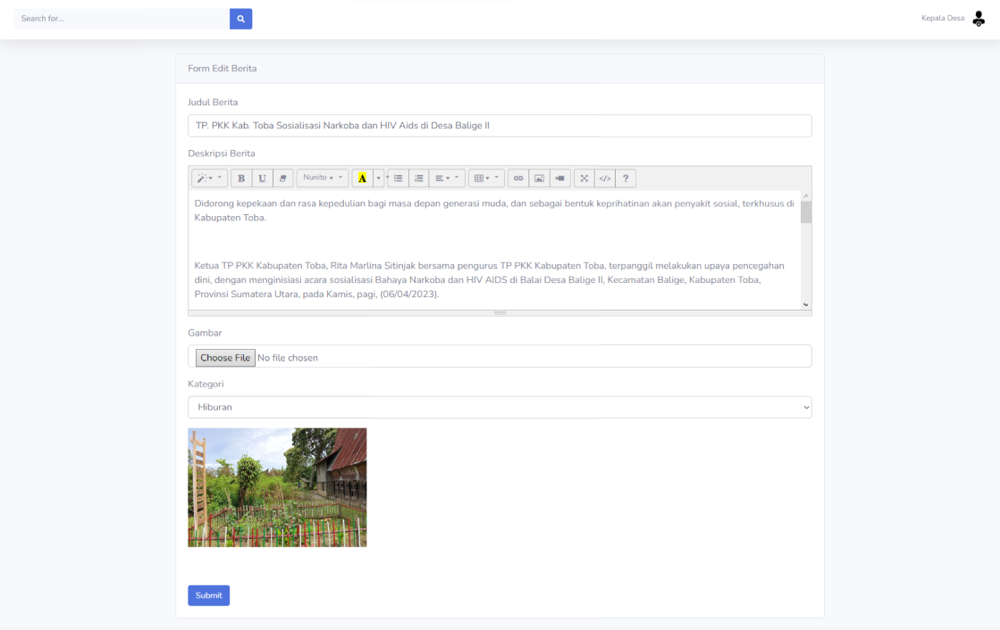 Search for...
Kepala Desa
Form Edit Berita
Judul Berita
TP. PKK Kab. Toba Sosialisasi Narkoba dan HIV Aids di Desa Balige II
Deskripsi Berita
B U Nunito A </> ?
Didorong kepekaan dan rasa kepedulian bagi masa depan generasi muda, dan sebagai bentuk keprihatinan akan penyakit sosial, terkhusus di
Kabupaten Toba.
Ketua TP PKK Kabupaten Toba, Rita Marlina Sitinjak bersama pengurus TP PKK Kabupaten Toba, terpanggil melakukan upaya pencegahan
dini, dengan menginisiasi acara sosialisasi Bahaya Narkoba dan HIV AIDS di Balai Desa Balige II, Kecamatan Balige, Kabupaten Toba,
Provinsi Sumatera Utara, pada Kamis, pagi, (06/04/2023).
Gambar
Choose File No file chosen
Kategori
Hiburan
Submit